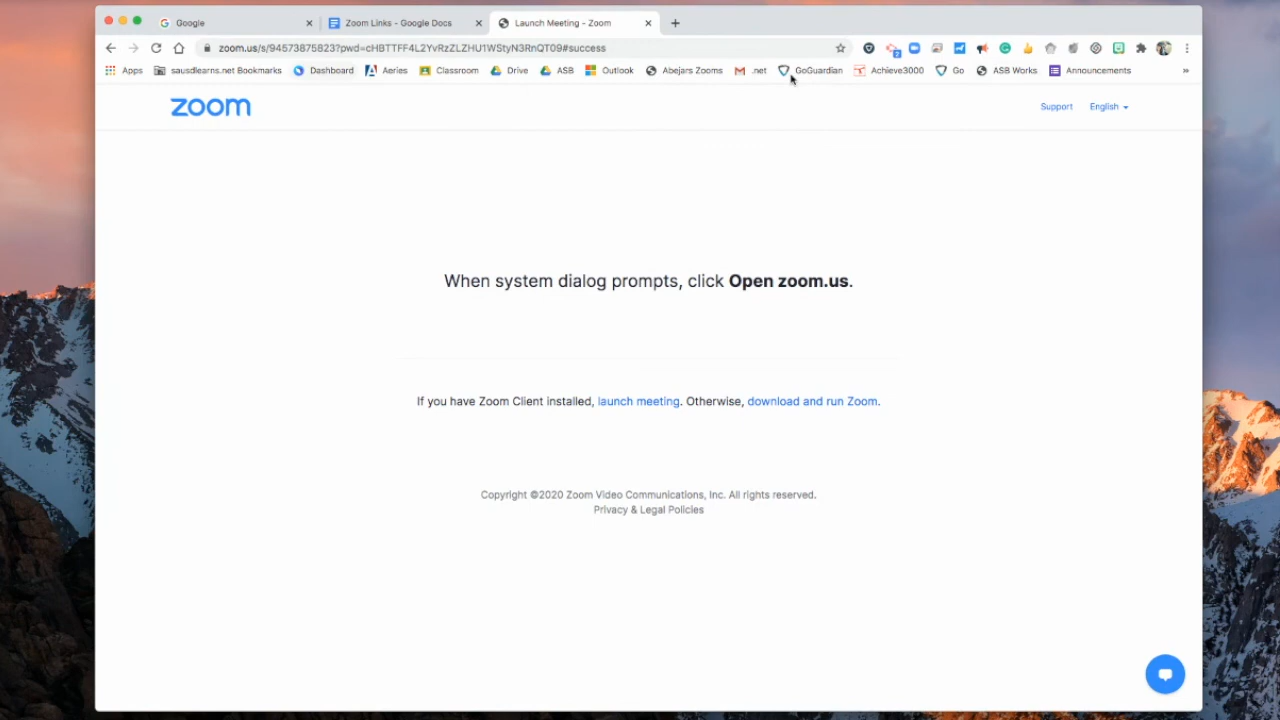 Google
Zoom Links - Google Docs
Launch Meeting - Zoom
zoom.us/s/94573875823?pwd=cHBTTFF4L2YvRzZLZHU1WStyN3RnQT09#success
Apps sausdlearns.net Bookmarks Dashboard Aeries Classroom Drive ASB Outlook Abejars Zooms .net GoGuardian Achieve3000 Go ASB Works Announcements »
zoom
Support English
When system dialog prompts, click Open zoom.us.
If you have Zoom Client installed, launch meeting. Otherwise, download and run Zoom.
Copyright ©2020 Zoom Video Communications, Inc. All rights reserved.
Privacy & Legal Policies